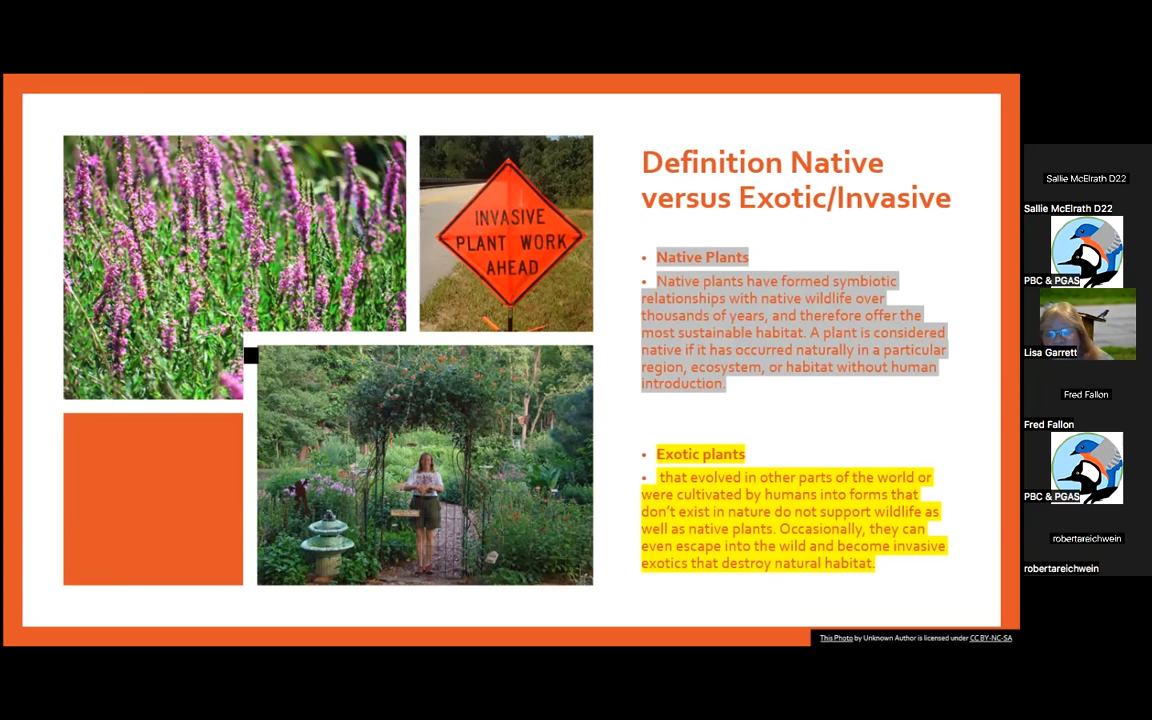 INVASIVE
PLANT WORK
AHEAD
Definition Native
versus Exotic/Invasive
• Native Plants
• Native plants have formed symbiotic
relationships with native wildlife over
thousands of years, and therefore offer the
most sustainable habitat. A plant is considered
native if it has occurred naturally in a particular
region, ecosystem, or habitat without human
introduction.
• Exotic plants
• that evolved in other parts of the world or
were cultivated by humans into forms that
don't exist in nature do not support wildlife as
well as native plants. Occasionally, they can
even escape into the wild and become invasive
exotics that destroy natural habitat.
This Photo by Unknown Author is licensed under CC BY-NC-SA
Sallie McElrath D22
Sallie McElrath D22
PBC & PGAS
Lisa Garrett
Fred Fallon
Fred Fallon
PBC & PGAS
robertareichwein
robertareichwein